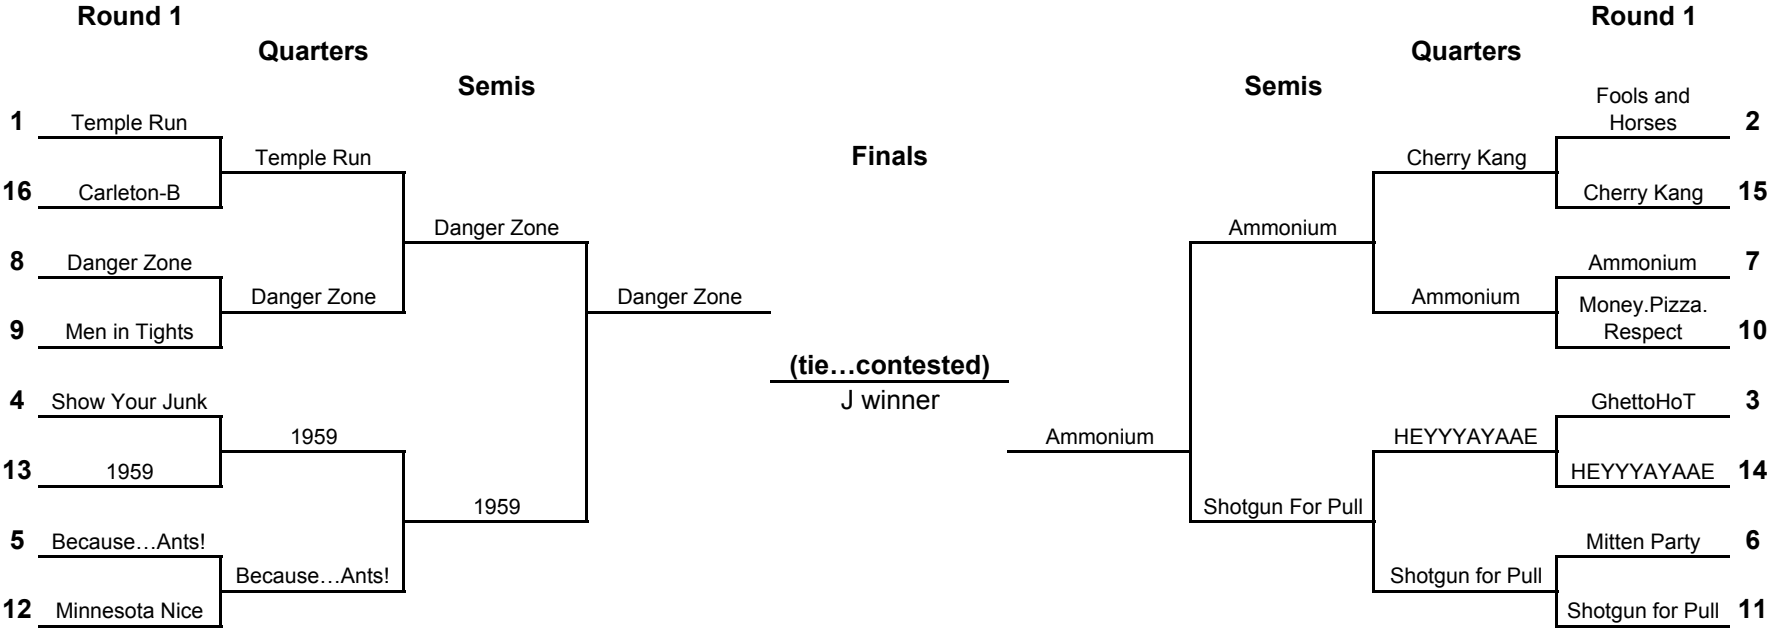 Round 1
Round 1
Quarters
Quarters
Semis
Semis
Fools and
Horses
1
Temple Run
2
Temple Run
Finals
Cherry Kang
16
Carleton-B
Cherry Kang
15
Danger Zone
Ammonium
8
Danger Zone
Ammonium
7
Danger Zone
Danger Zone
Ammonium
Money.Pizza.
Respect
9
Men in Tights
10
(tie…contested)
J winner
4
Show Your Junk
GhettoHoT
3
1959
Ammonium
HEYYYAYAAE
13
1959
HEYYYAYAAE
14
1959
Shotgun For Pull
5
Because…Ants!
Mitten Party
6
Because…Ants!
Shotgun for Pull
12
Minnesota Nice
Shotgun for Pull
11